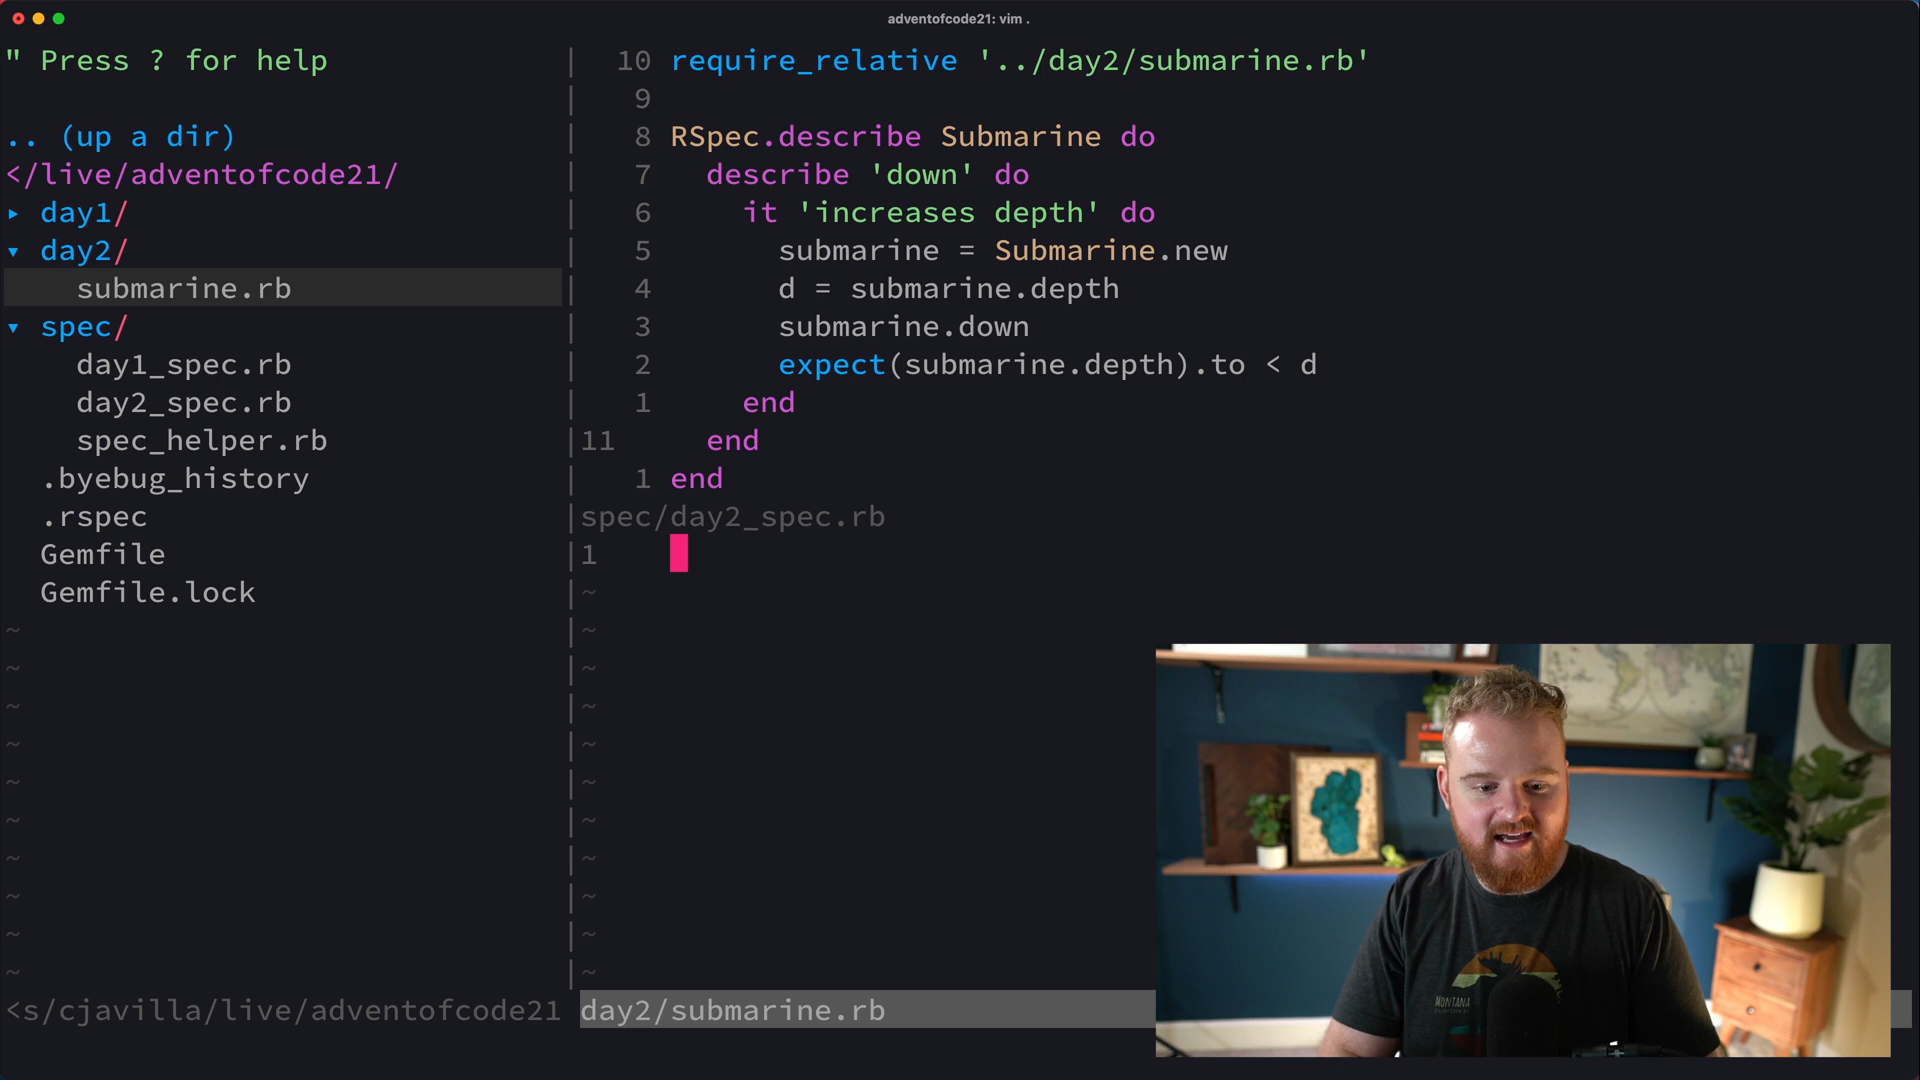 adventofcode21: vim .
" Press ? for help
.. (up a dir)
</live/adventofcode21/
▸ day1/
▾ day2/
submarine.rb
▾ spec/
day1_spec.rb
day2_spec.rb
spec_helper.rb
.byebug_history
.rspec
Gemfile
Gemfile.lock
<s/cjavilla/live/adventofcode21
10 require_relative '../day2/submarine.rb'
9
8 RSpec.describe Submarine do
7 describe 'down' do
6 it 'increases depth' do
5 submarine = Submarine.new
4 d = submarine.depth
3 submarine.down
2 expect(submarine.depth).to < d
1 end
11 end
1 end
spec/day2_spec.rb
1
day2/submarine.rb
MONTANA